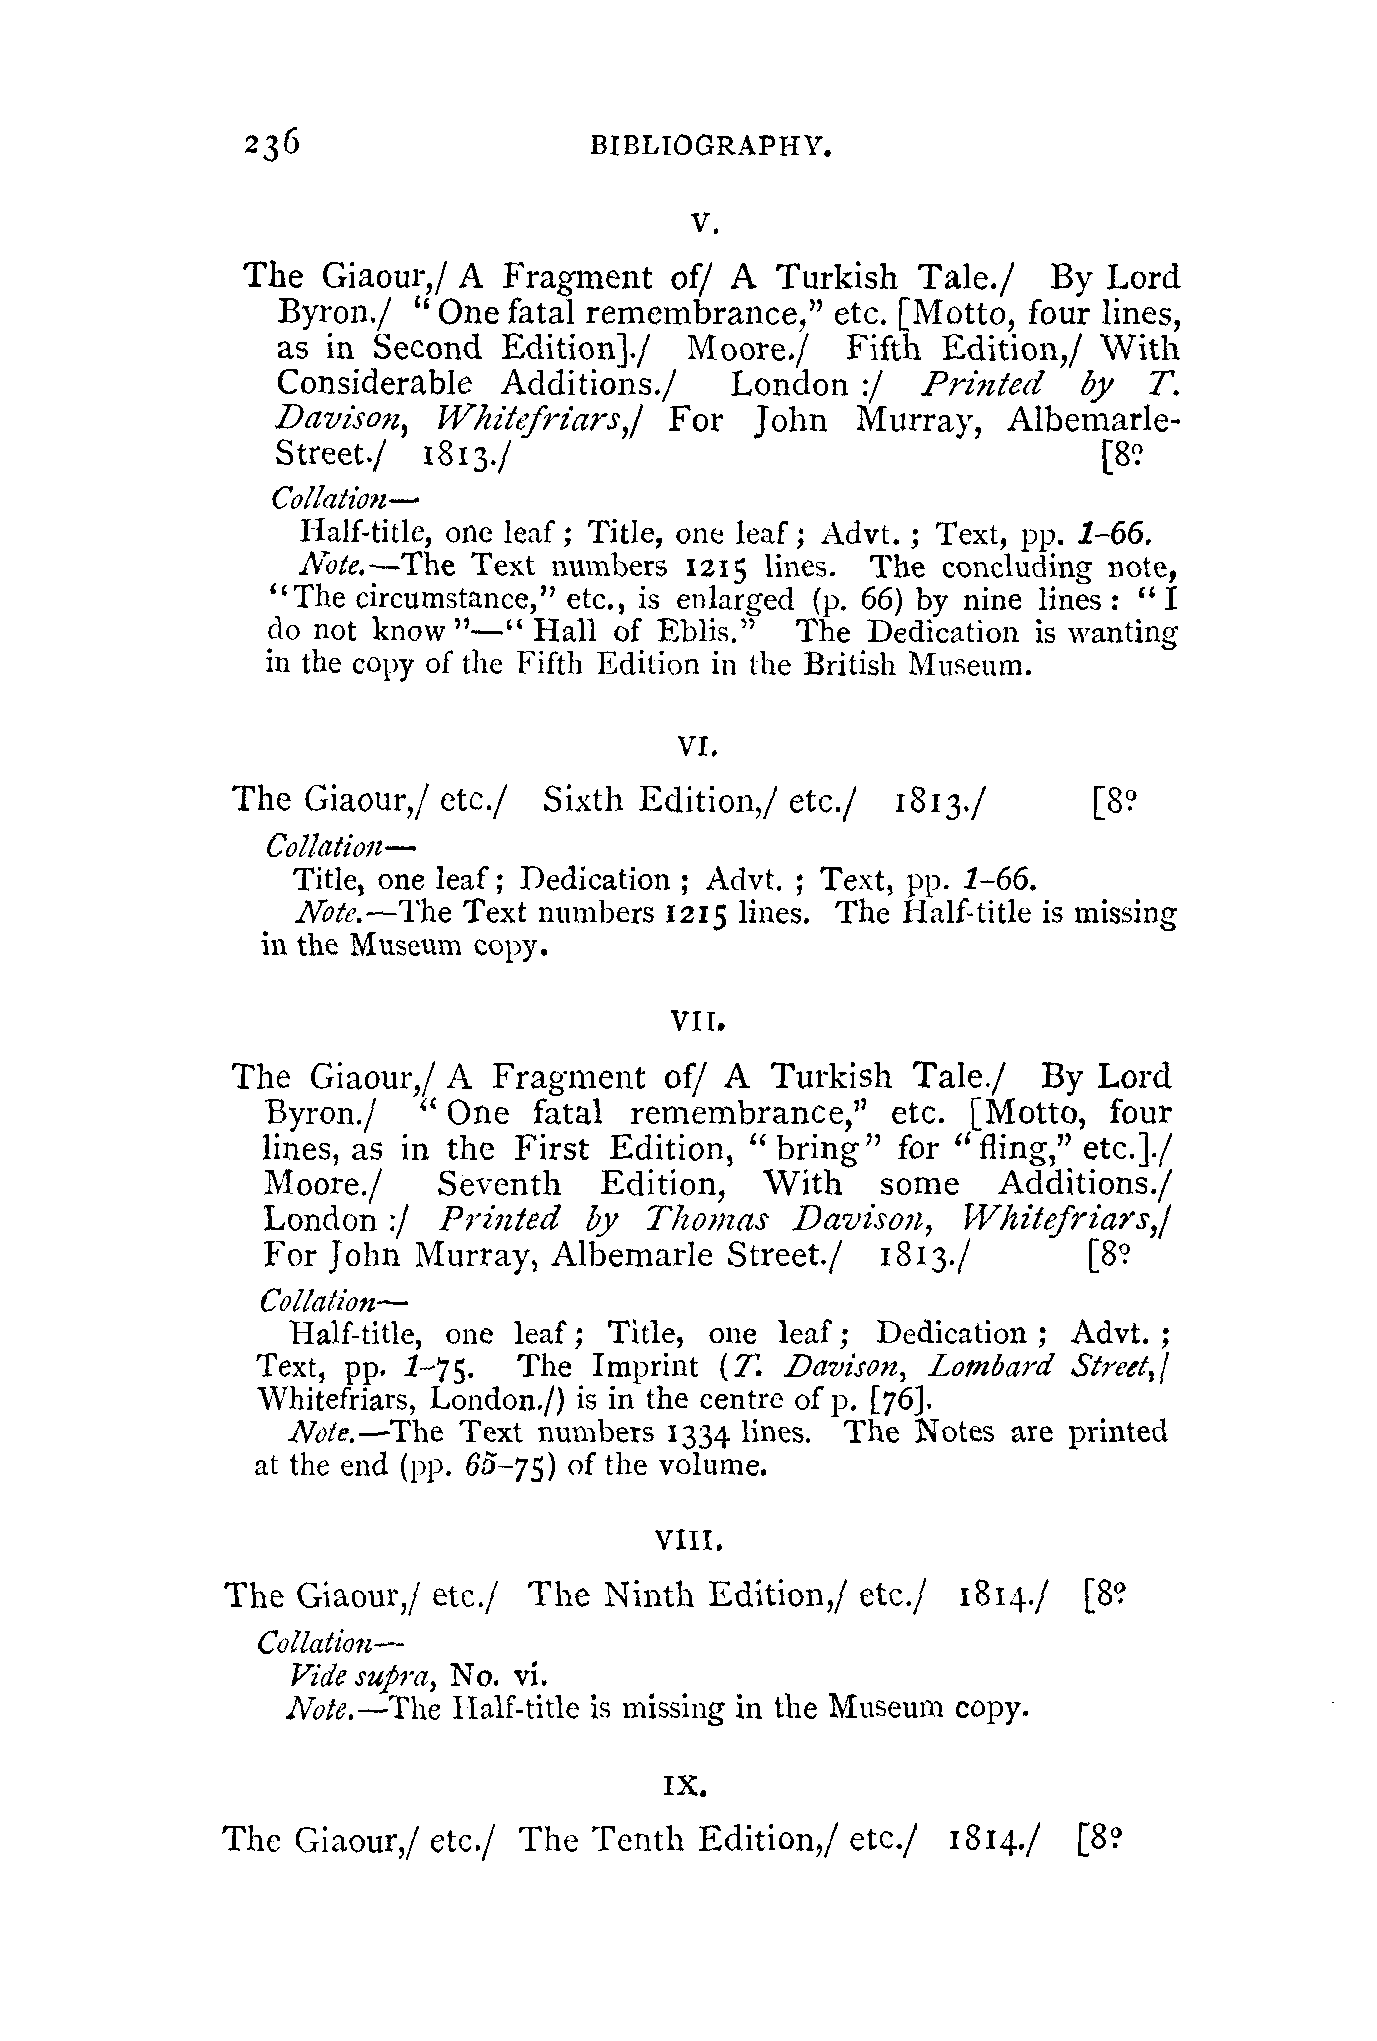 236 BIBLIOGRAPHY.
V.
The Giaour,/ A Fragment of/ A Turkish Tale./ By Lord
Byron./ “One fatal remembrance,” etc. [Motto, four lines,
as in Second Edition]./ Moore./ Fifth Edition,/ With
Considerable Additions./ London :/ Printed by T.
Davison, Whitefriars,/ For John Murray, Albemarle-
Street./ 1813./ [8º
Collation—
Half-title, one leaf ; Title, one leaf ; Advt. ; Text, pp. 1-66.
Note.—The Text numbers 1215 lines. The concluding note,
“The circumstance,” etc., is enlarged (p. 66) by nine lines : “I
do not know”—“Hall of Eblis.” The Dedication is wanting
in the copy of the Fifth Edition in the British Museum.
VI.
The Giaour,/ etc./ Sixth Edition,/ etc./ 1813./ [8º
Collation—
Title, one leaf ; Dedication ; Advt. ; Text, pp. 1-66.
Note.—The Text numbers 1215 lines. The Half-title is missing
in the Museum copy.
VII.
The Giaour,/ A Fragment of/ A Turkish Tale./ By Lord
Byron./ “One fatal remembrance,” etc. [Motto, four
lines, as in the First Edition, “bring” for “fling,” etc.]./
Moore./ Seventh Edition, With some Additions./
London :/ Printed by Thomas Davison, Whitefriars,/
For John Murray, Albemarle Street./ 1813./ [8º
Collation—
Half-title, one leaf ; Title, one leaf ; Dedication ; Advt. ;
Text, pp. 1-75. The Imprint (T. Davison, Lombard Street,/
Whitefriars, London./) is in the centre of p. [76].
Note.—The Text numbers 1334 lines. The Notes are printed
at the end (pp. 65-75) of the volume.
VIII.
The Giaour,/ etc./ The Ninth Edition,/ etc./ 1814./ [8º
Collation—
Vide supra, No. vi.
Note.—The Half-title is missing in the Museum copy.
IX.
The Giaour,/ etc./ The Tenth Edition,/ etc./ 1814./ [8º